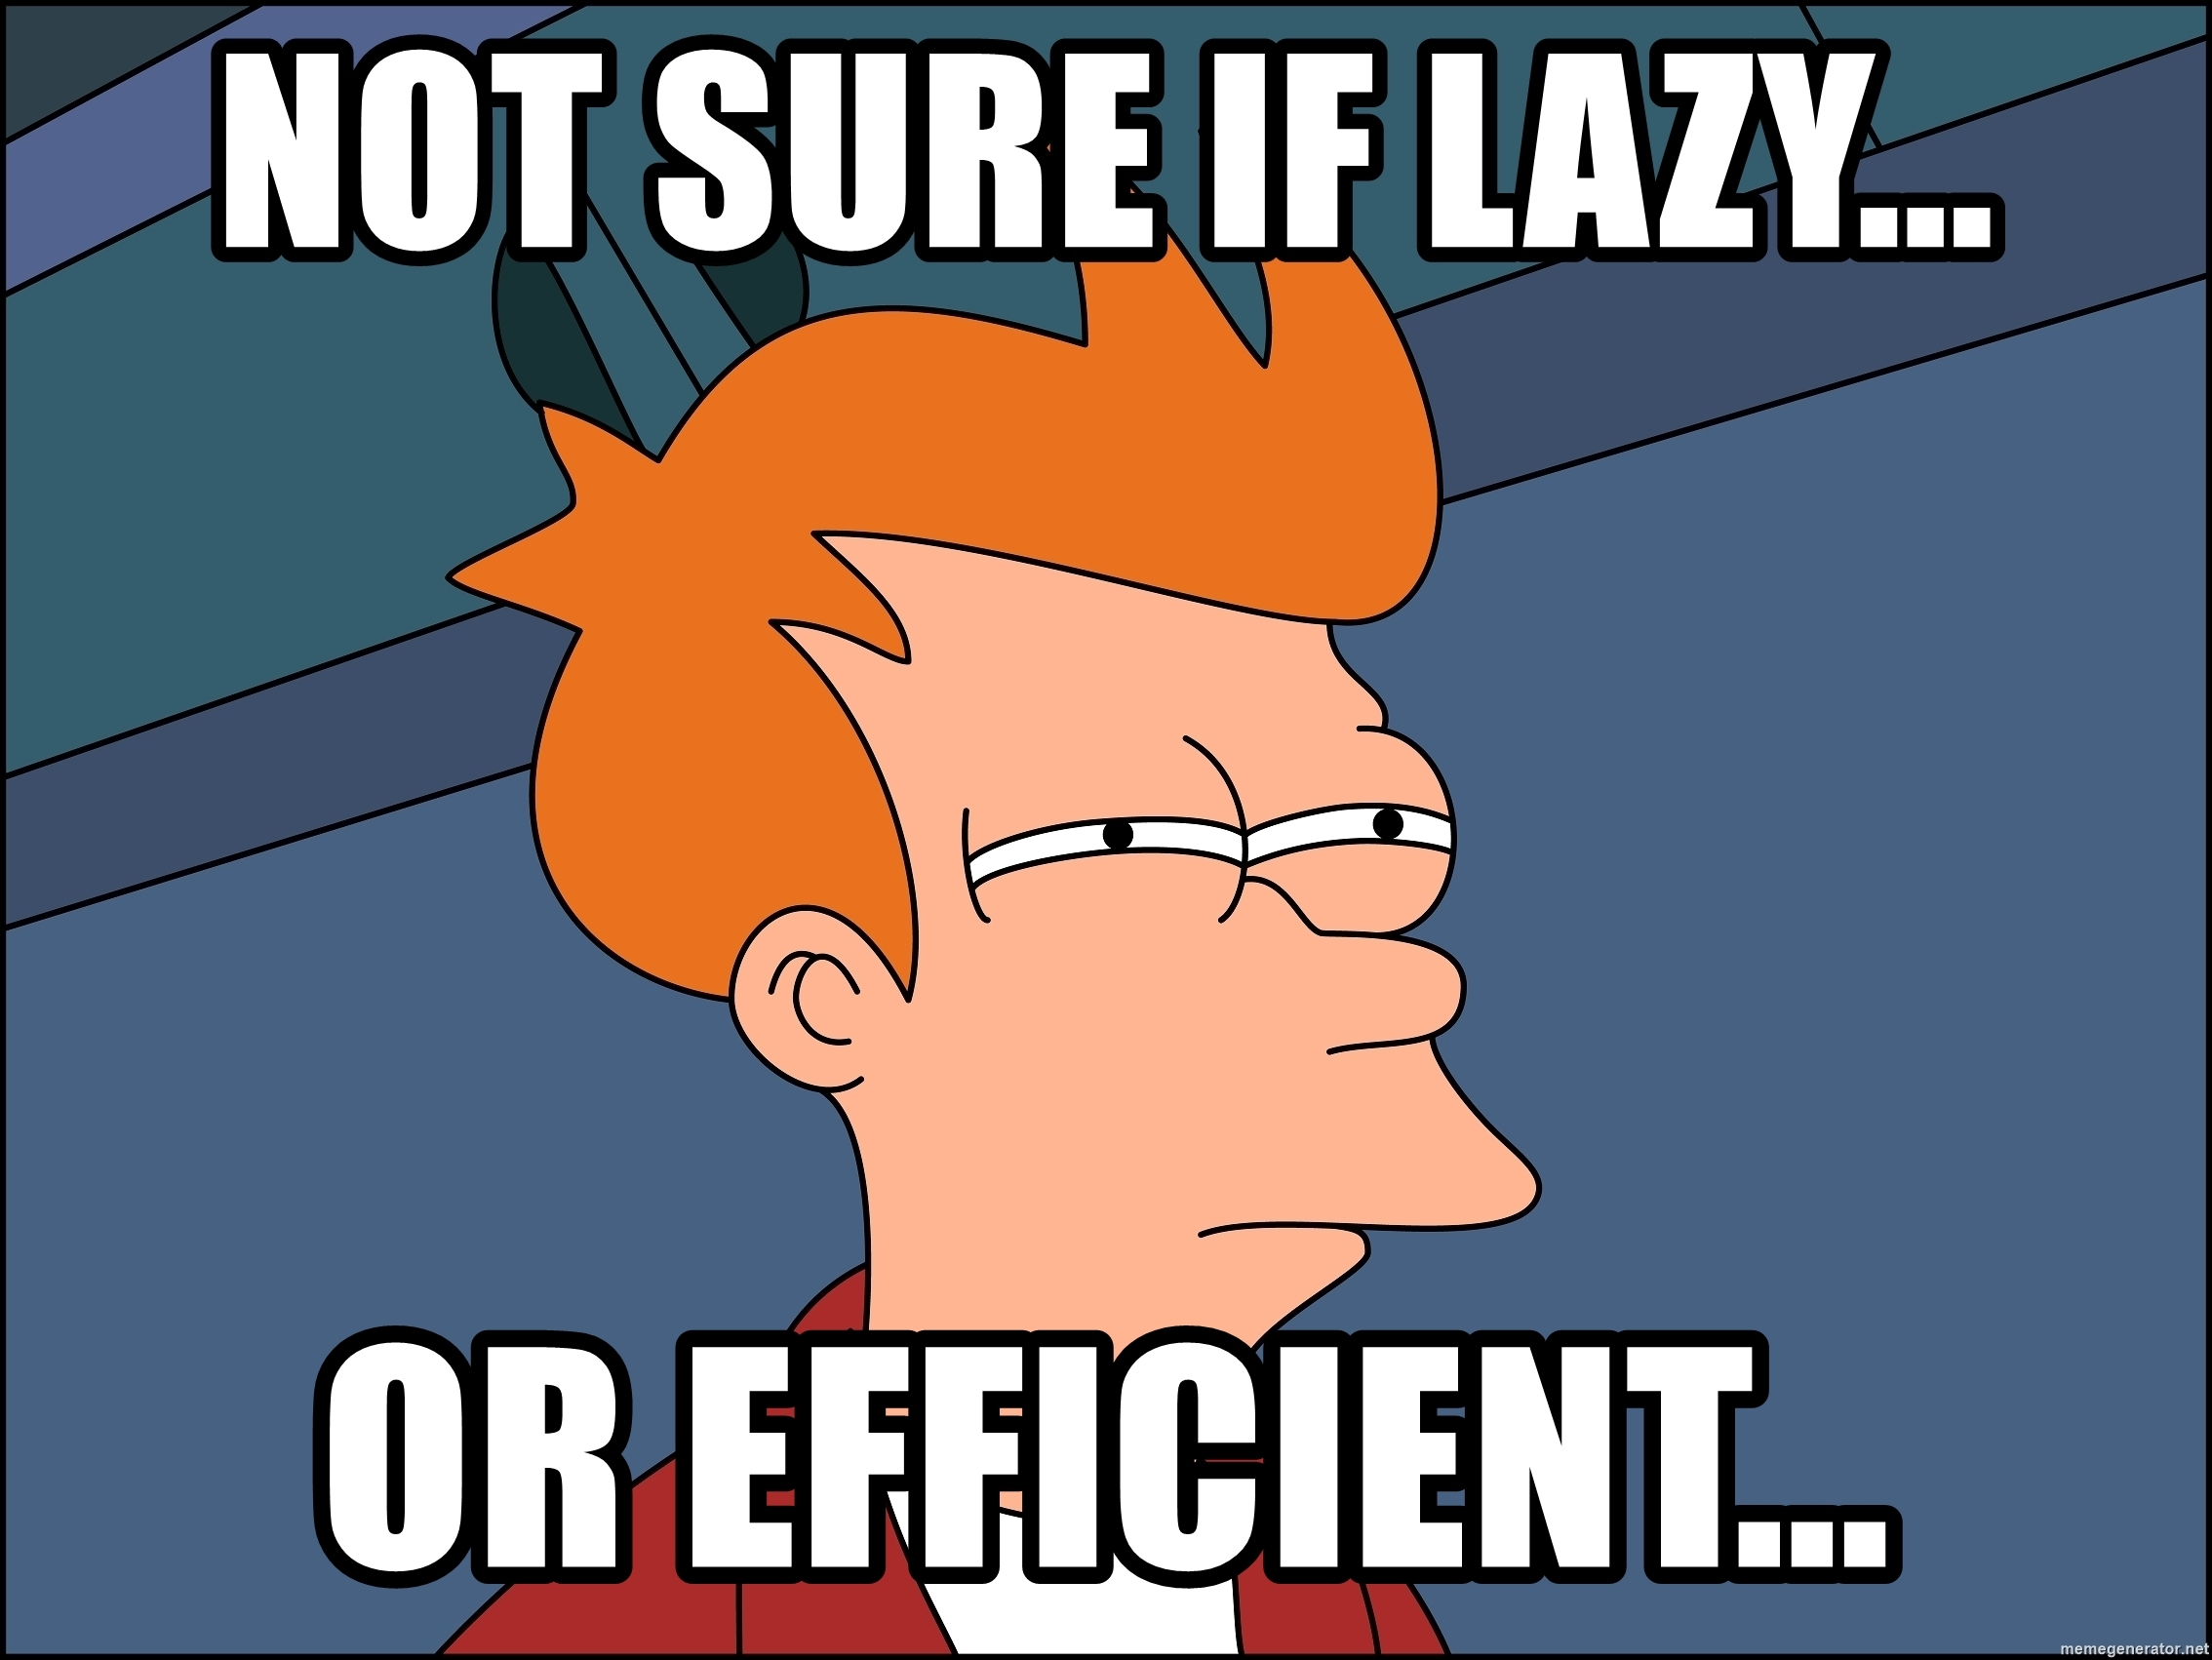 NOT SURE IF LAZY...
OR EFFICIENT...
memegenerator.net